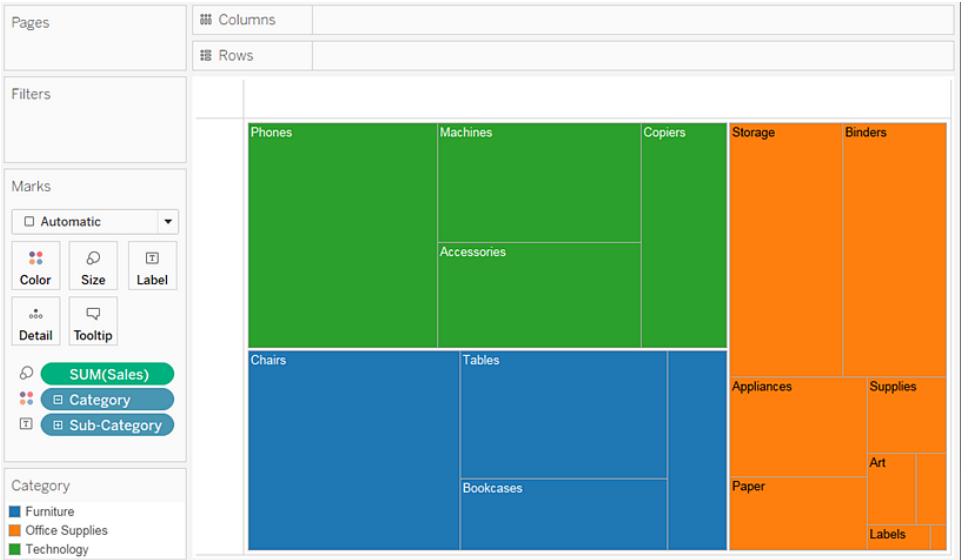 Pages
Columns
Rows
Filters
Marks
Automatic
Color Size Label
Detail Tooltip
SUM(Sales)
Category
Sub-Category
Category
Furniture
Office Supplies
Technology
Phones Machines Copiers Storage Binders
Accessories
Chairs Tables
Appliances Supplies
Art
Bookcases Paper
Labels